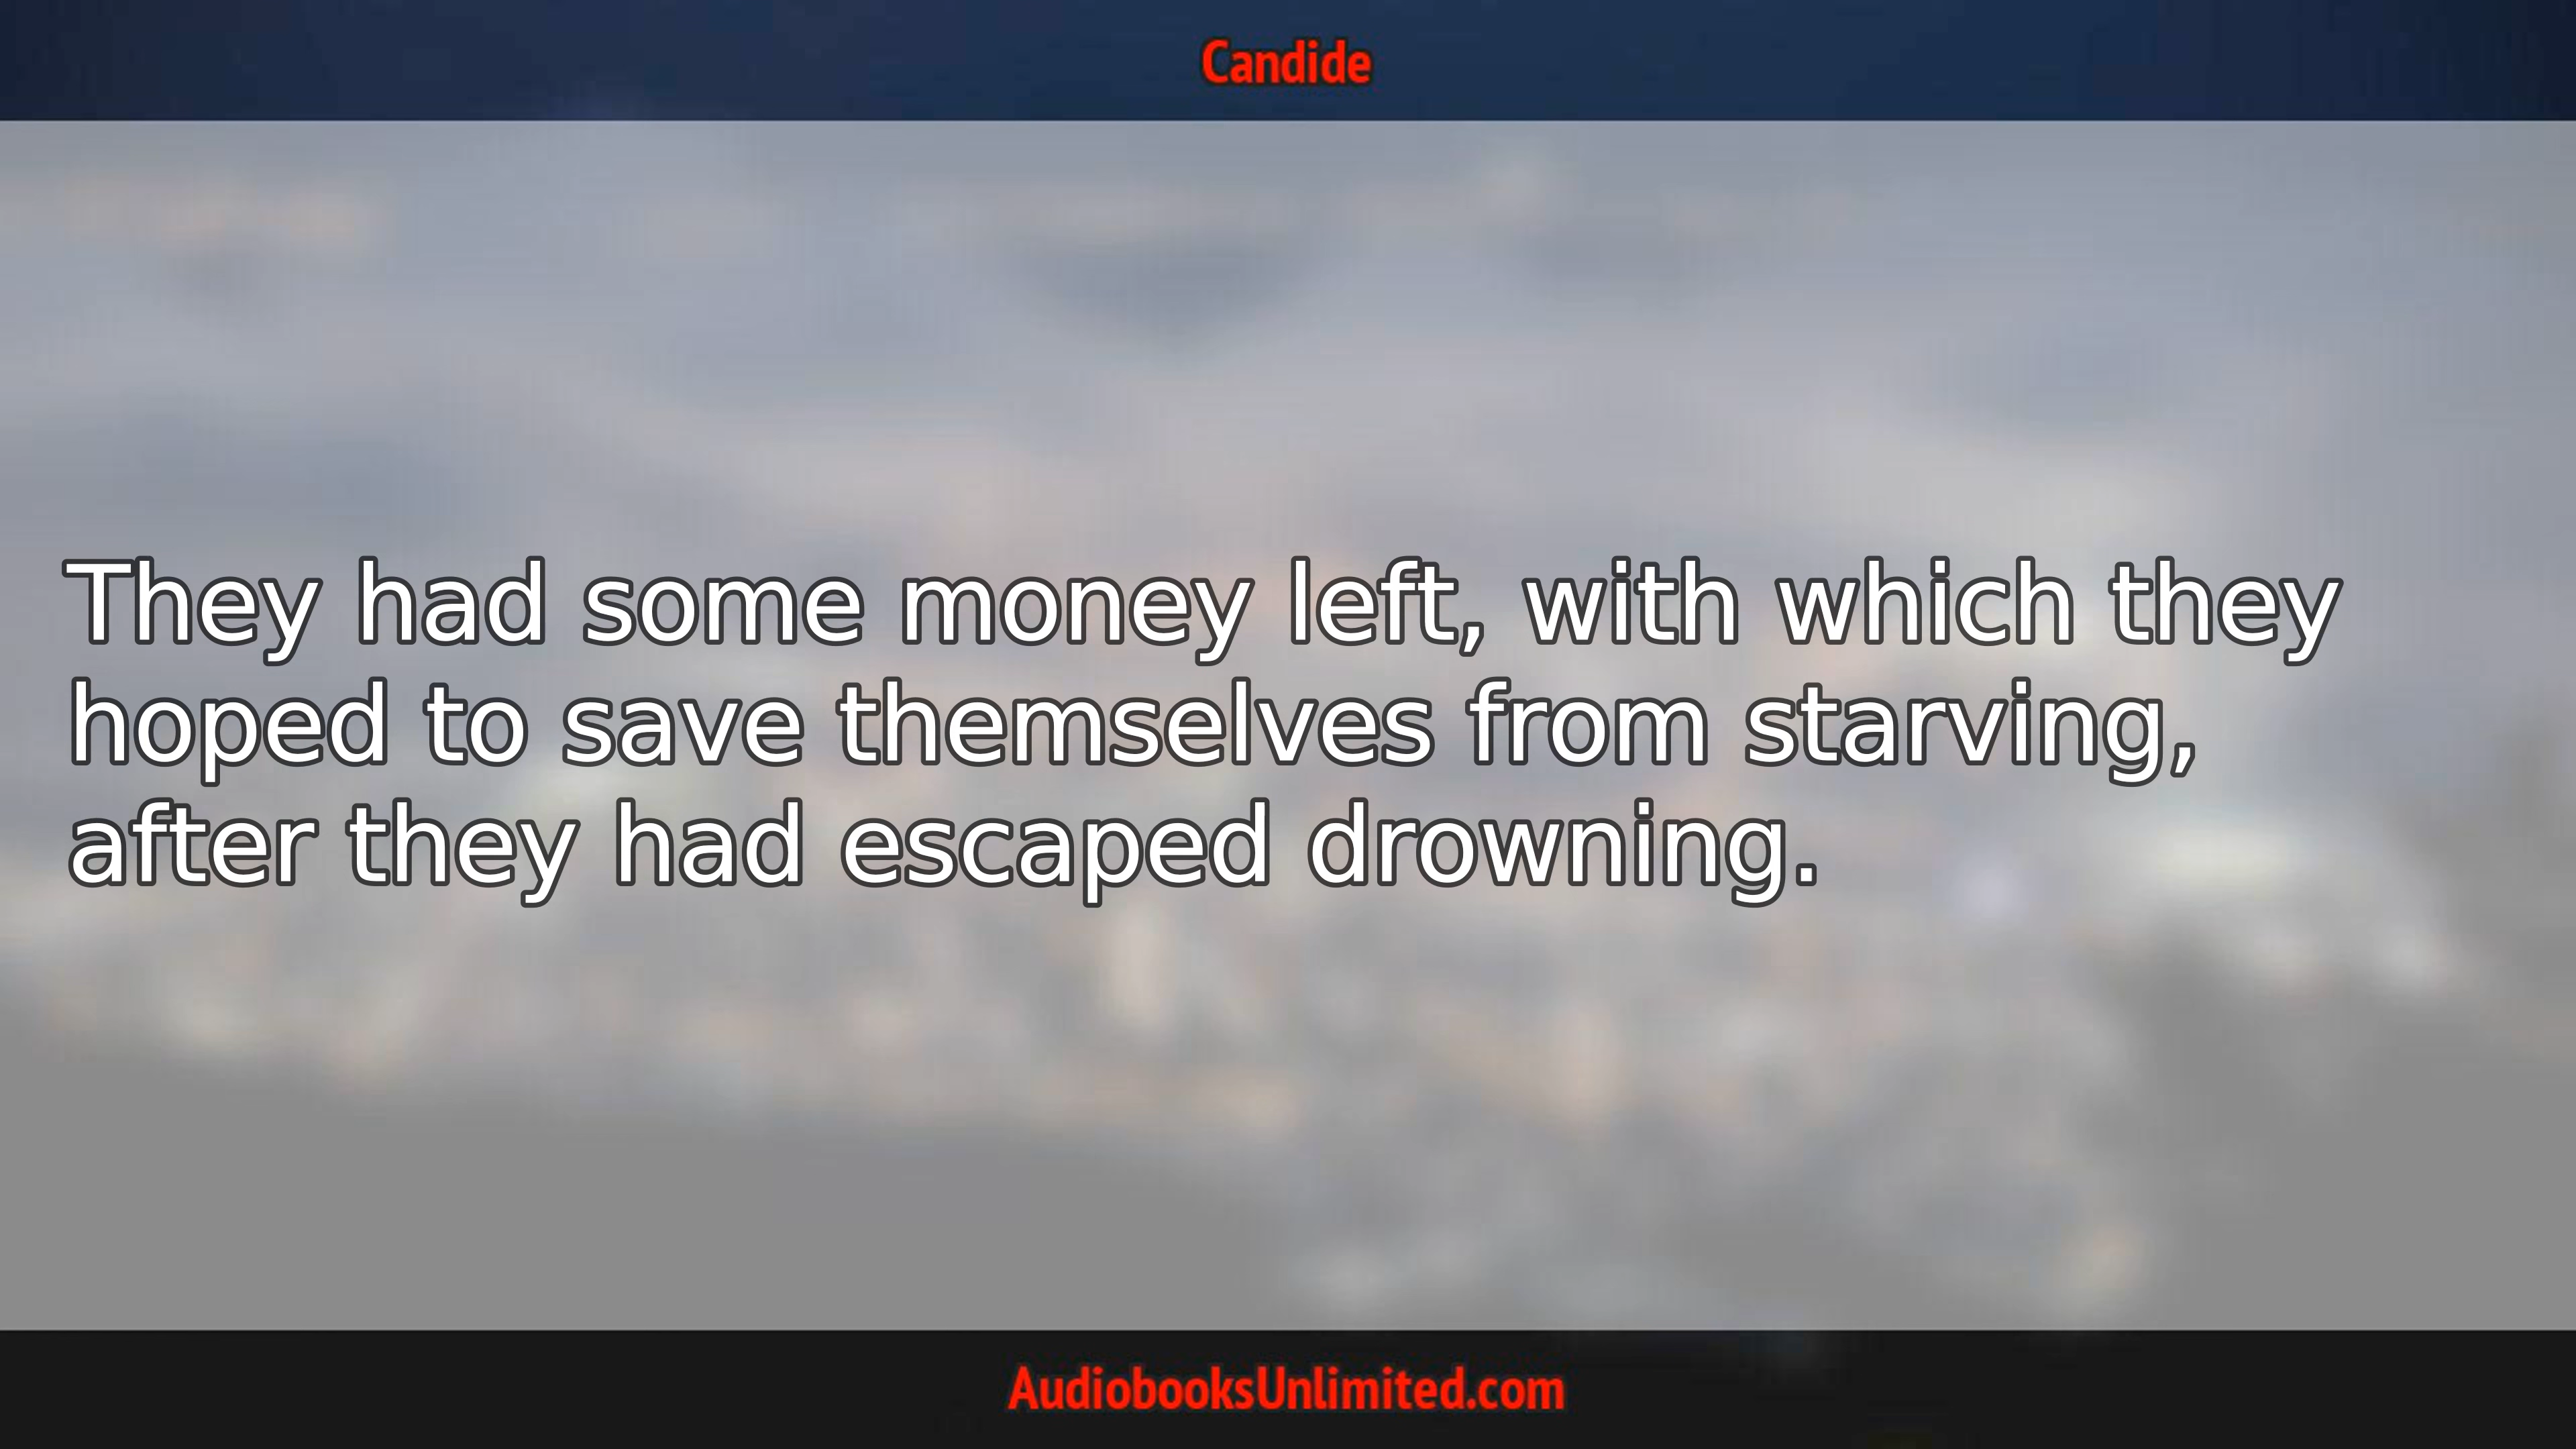 Candide
They had some money left, with which they
hoped to save themselves from starving,
after they had escaped drowning.
AudiobooksUnlimited.com